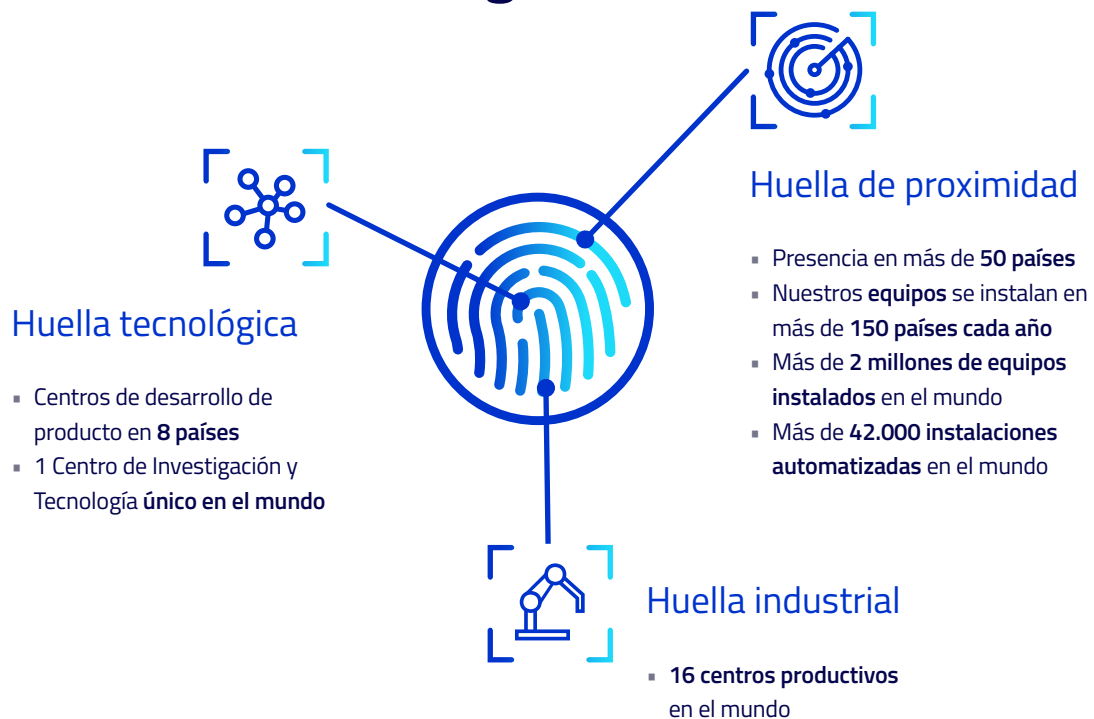 Huella tecnológica
▪ Centros de desarrollo de
producto en 8 países
▪ 1 Centro de Investigación y
Tecnología único en el mundo
Huella de proximidad
▪ Presencia en más de 50 países
▪ Nuestros equipos se instalan en
más de 150 países cada año
▪ Más de 2 millones de equipos
instalados en el mundo
▪ Más de 42.000 instalaciones
automatizadas en el mundo
Huella industrial
▪ 16 centros productivos
en el mundo